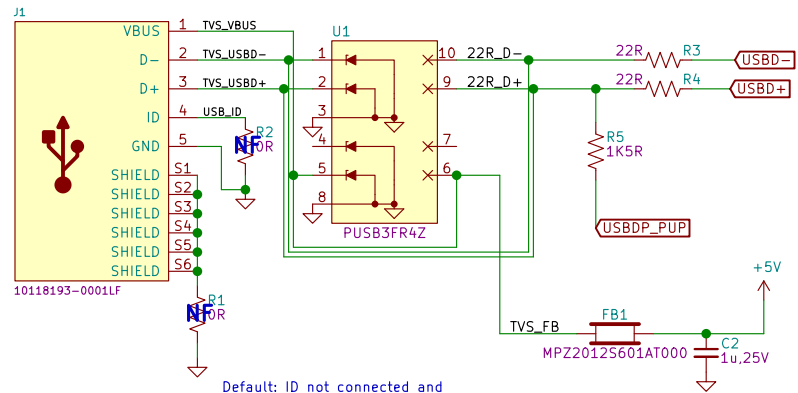 J1
VBUS 1 TVS_VBUS
D- 2 TVS_USBD-
D+ 3 TVS_USBD+
ID 4 USB_ID
GND 5
SHIELD S1
SHIELD S2
SHIELD S3
SHIELD S4
SHIELD S5
SHIELD S6
10118193-0001LF
R2
NF 0R
R1
NF 0R
U1
1 10 22R_D-
2 9 22R_D+
3
4 7
5 6
8
PUSB3FR4Z
22R R3 USBD-
22R R4 USBD+
R5
1K5R
USBDP_PUP
+5V
TVS_FB
FB1
MPZ2012S601AT000
C2
1u,25V
Default: ID not connected and